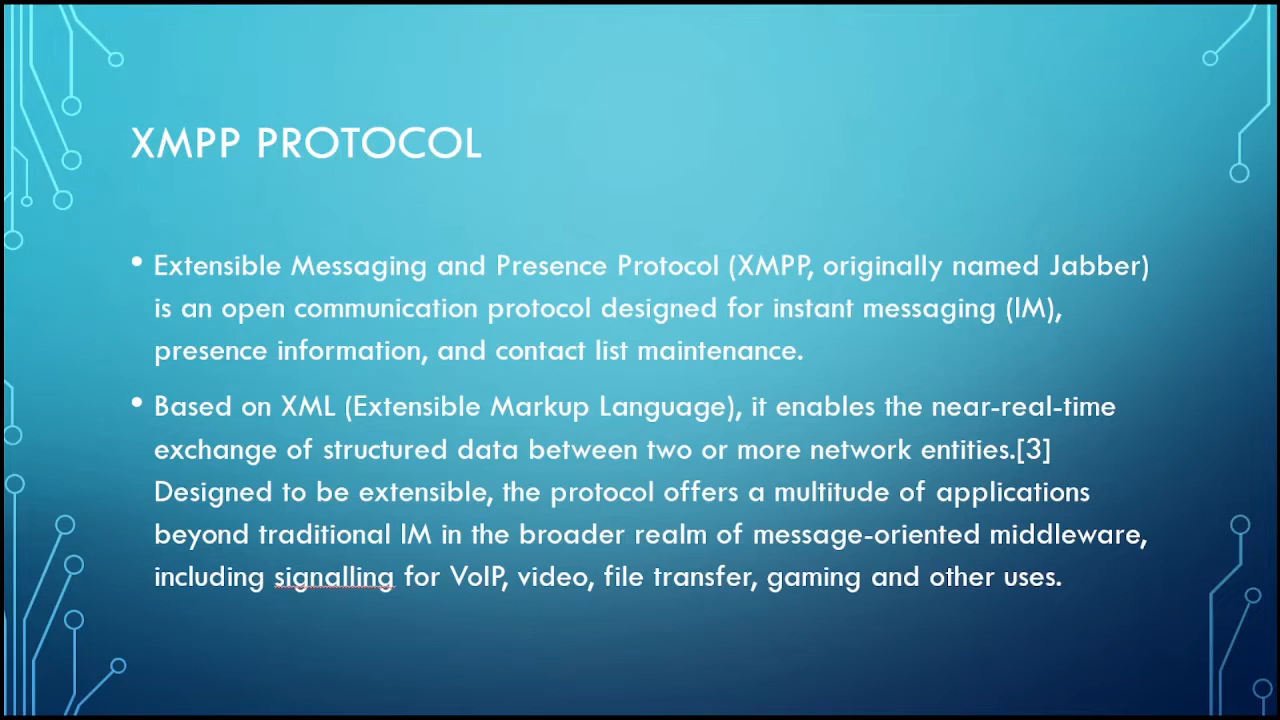 XMPP PROTOCOL
• Extensible Messaging and Presence Protocol (XMPP, originally named Jabber)
is an open communication protocol designed for instant messaging (IM),
presence information, and contact list maintenance.
• Based on XML (Extensible Markup Language), it enables the near-real-time
exchange of structured data between two or more network entities.[3]
Designed to be extensible, the protocol offers a multitude of applications
beyond traditional IM in the broader realm of message-oriented middleware,
including signalling for VoIP, video, file transfer, gaming and other uses.